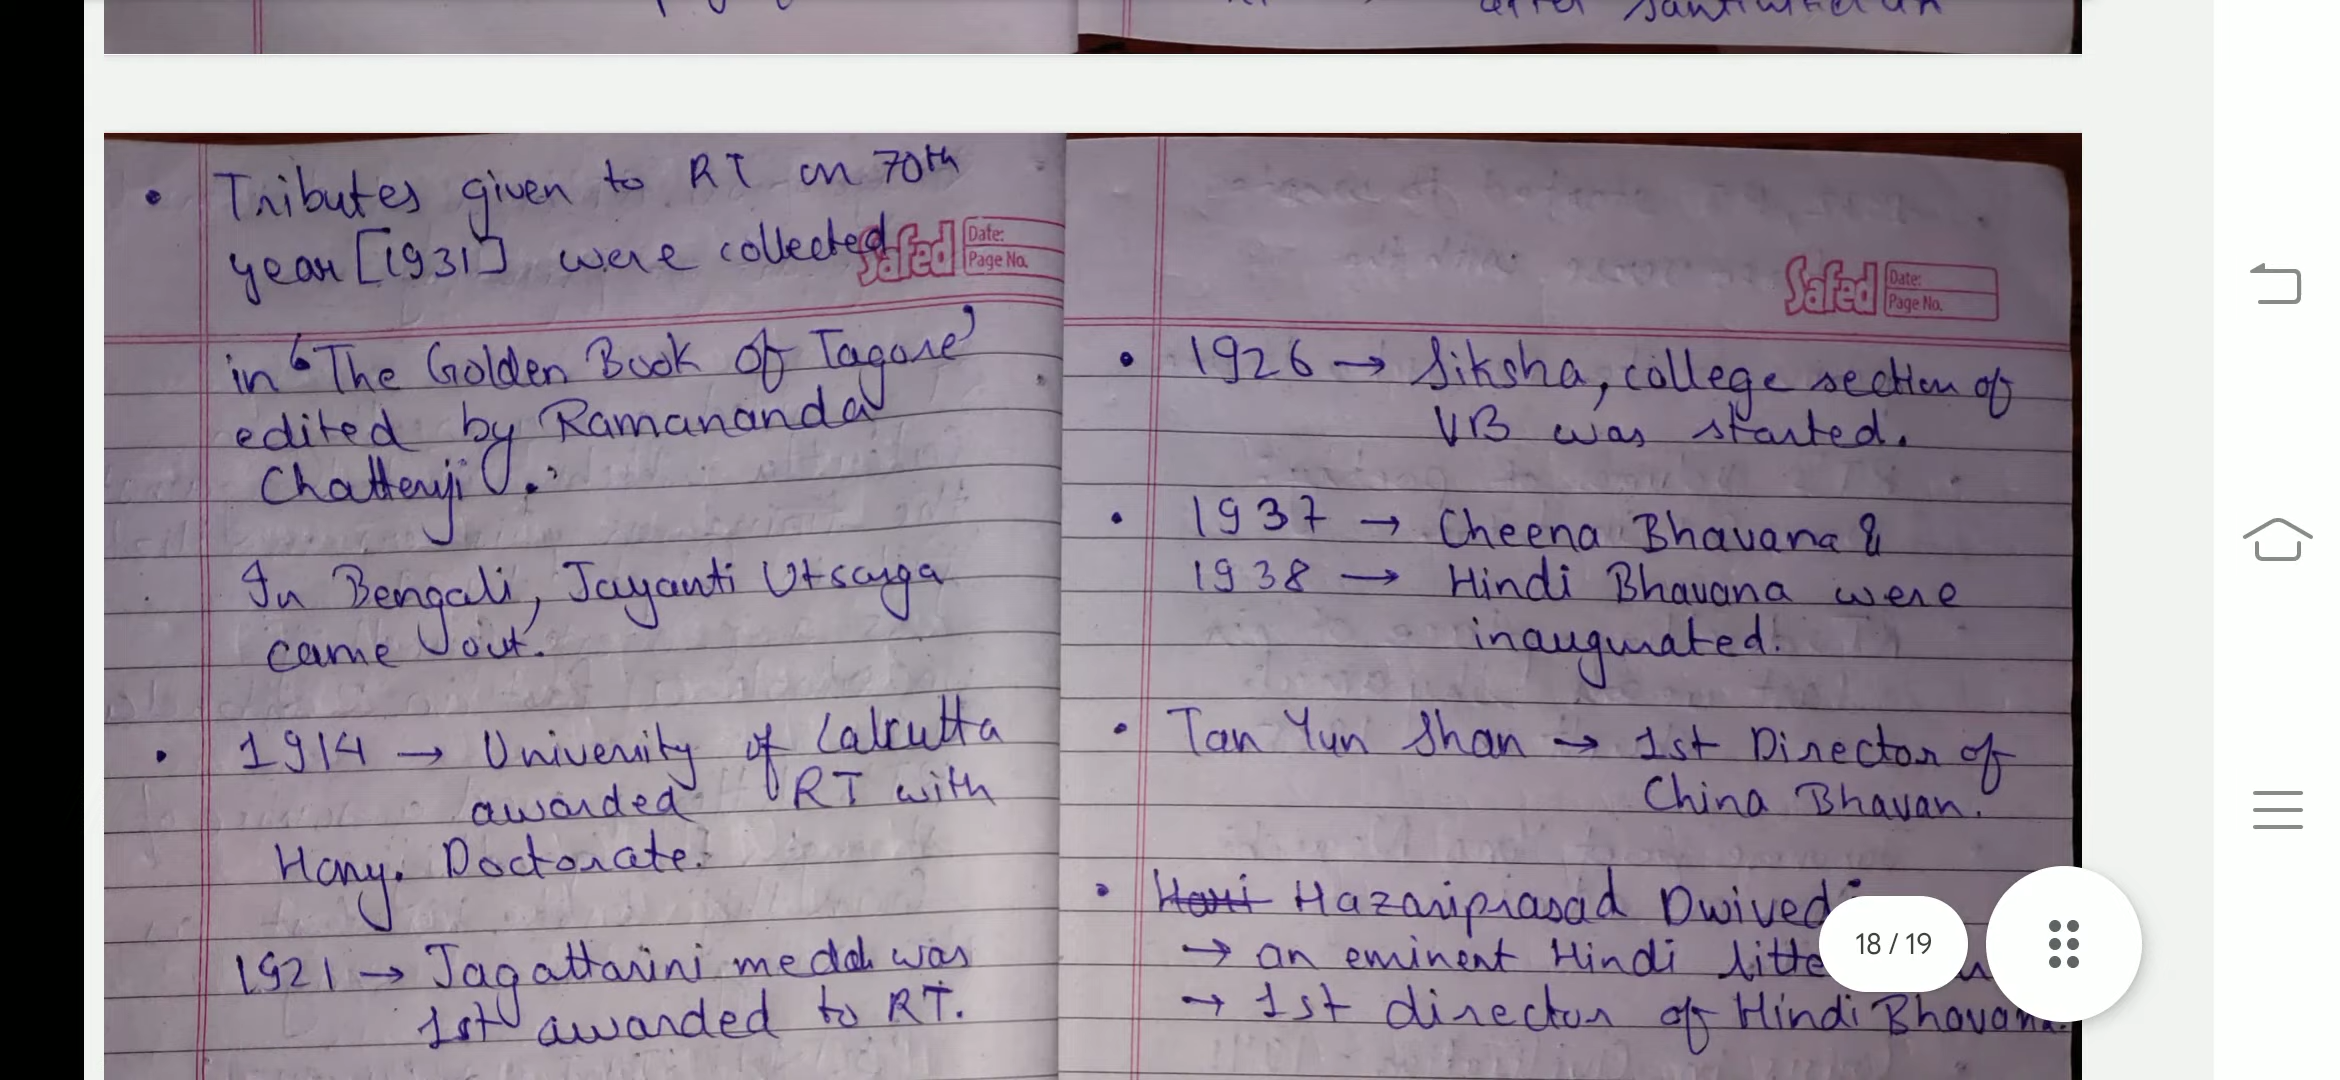 after
• Tributes given to RT on 70th
year [1931] were collected
Safed Date:
Page No.
in ‘The Golden Book of Tagore’
edited by Ramananda
Chatterji.
In Bengali, Jayanti Utsarga
came out.
• 1914 → University of Calcutta
awarded RT with
Hony. Doctorate.
1921 → Jagattarini medal was
1st awarded to RT.
Safed Date:
Page No.
• 1926 → Siksha, college section of
VB was started.
• 1937 → Cheena Bhavana &
1938 → Hindi Bhavana were
inaugurated.
• Tan Yun Shan → 1st Director of
China Bhavan.
• Hazariprasad Dwivedi
→ an eminent Hindi
→ 1st director of Hindi Bhavana.
18 / 19